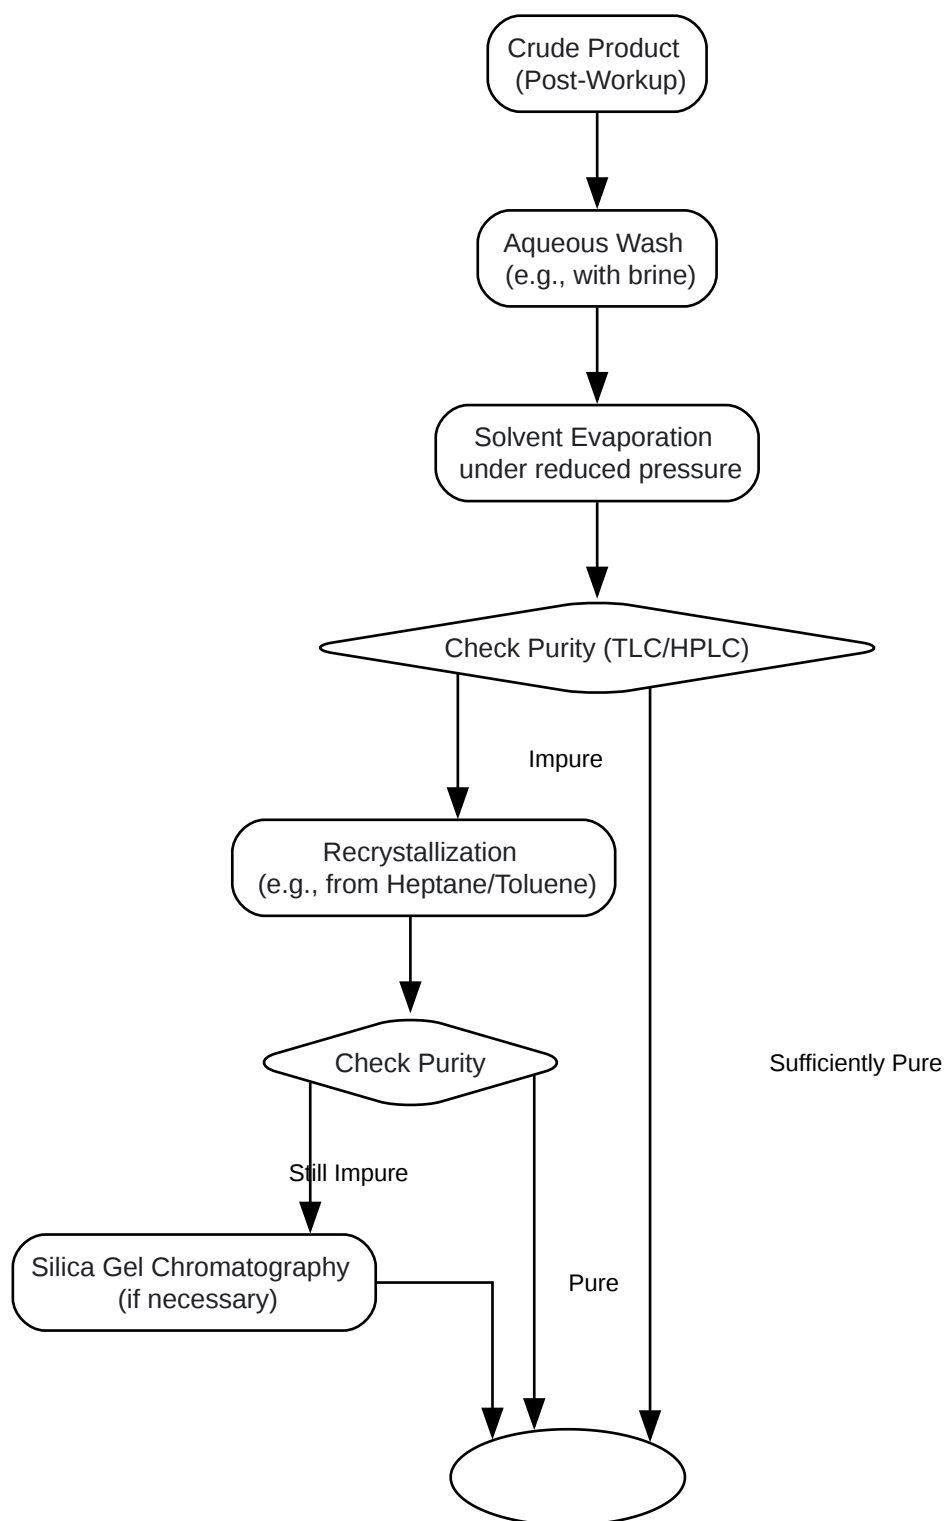 Crude Product
(Post-Workup)
Aqueous Wash
(e.g., with brine)
Solvent Evaporation
under reduced pressure
Check Purity (TLC/HPLC)
Impure
Recrystallization
(e.g., from Heptane/Toluene)
Check Purity
Sufficiently Pure
Still Impure
Silica Gel Chromatography
(if necessary)
Pure